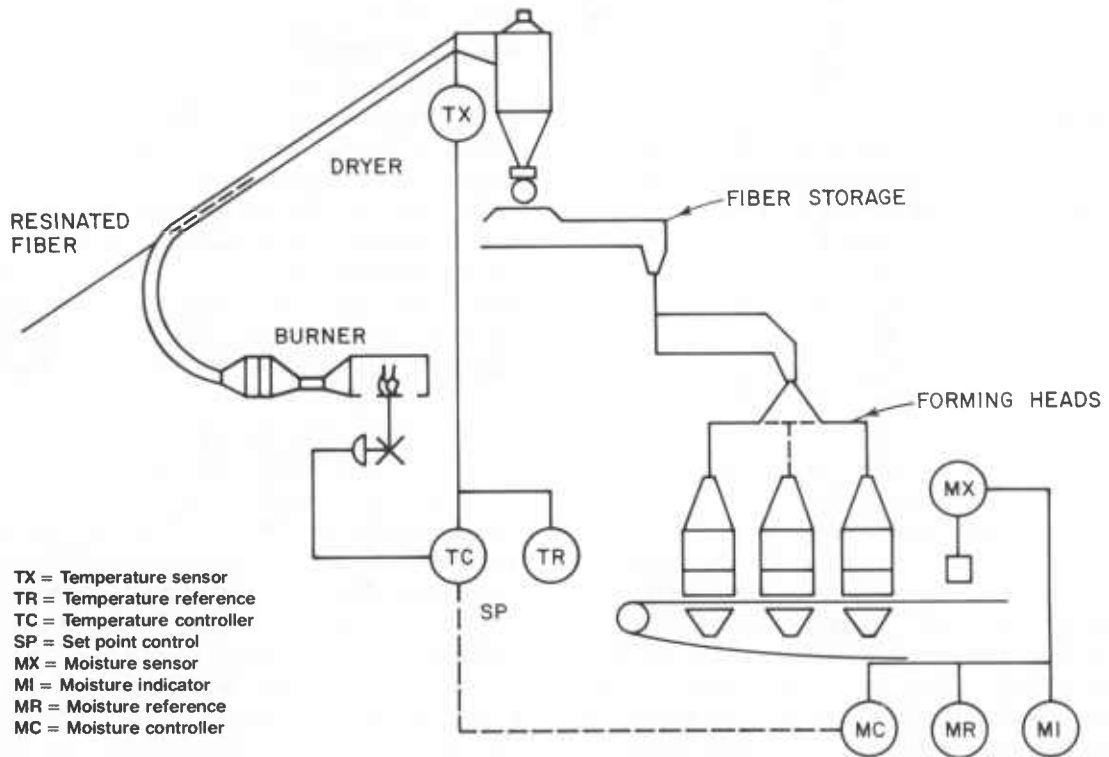 TX
DRYER
FIBER STORAGE
RESINATED
FIBER
BURNER
FORMING HEADS
MX
TC
TR
SP
TX = Temperature sensor
TR = Temperature reference
TC = Temperature controller
SP = Set point control
MX = Moisture sensor
MI = Moisture indicator
MR = Moisture reference
MC = Moisture controller
MC
MR
MI